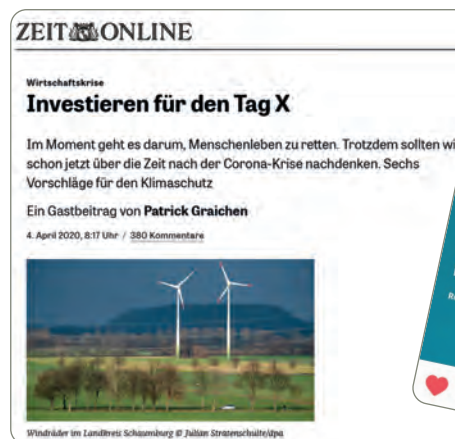 ZEIT ONLINE
Wirtschaftskrise
Investieren für den Tag X
Im Moment geht es darum, Menschenleben zu retten. Trotzdem sollten wi
schon jetzt über die Zeit nach der Corona-Krise nachdenken. Sechs
Vorschläge für den Klimaschutz
Ein Gastbeitrag von Patrick Graichen
4. April 2020, 8:17 Uhr / 380 Kommentare
Windräder im Landkreis Schaumburg © Julian Stratenschulte/dpa